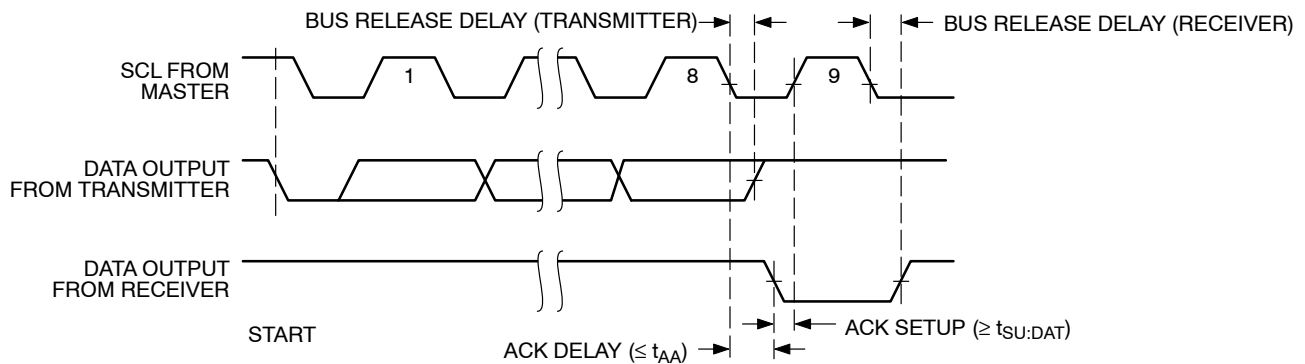 BUS RELEASE DELAY (TRANSMITTER)
BUS RELEASE DELAY (RECEIVER)
SCL FROM
MASTER
1
8
9
DATA OUTPUT
FROM TRANSMITTER
DATA OUTPUT
FROM RECEIVER
START
ACK SETUP (≥ tSU:DAT)
ACK DELAY (≤ tAA)